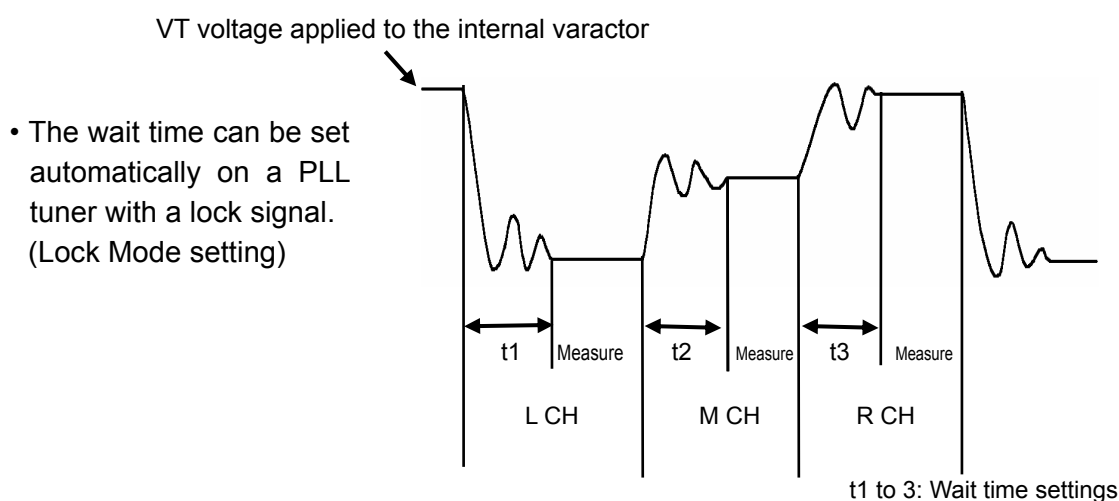 VT voltage applied to the internal varactor
• The wait time can be set
automatically on a PLL
tuner with a lock signal.
(Lock Mode setting)
t1 Measure t2 Measure t3 Measure
L CH M CH R CH
t1 to 3: Wait time settings